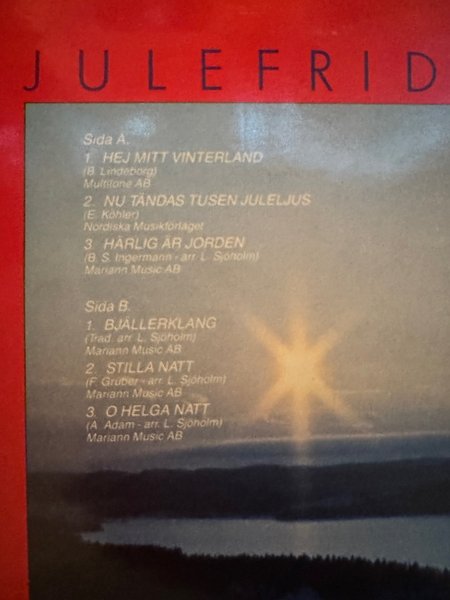 JULEFRID
Sida A.
1. HEJ MITT VINTERLAND
(B. Lindeborg)
Multitone AB
2. NU TÄNDAS TUSEN JULELJUS
(E. Köhler)
Nordiska Musikförlaget
3. HÄRLIG ÄR JORDEN
(B. S. Ingermann - arr. L. Sjöholm)
Mariann Music AB
Sida B.
1. BJÄLLERKLANG
(Trad. arr. L. Sjöholm)
Mariann Music AB
2. STILLA NATT
(F. Gruber - arr. L. Sjöholm)
Mariann Music AB
3. O HELGA NATT
(A. Adam - arr. L. Sjöholm)
Mariann Music AB